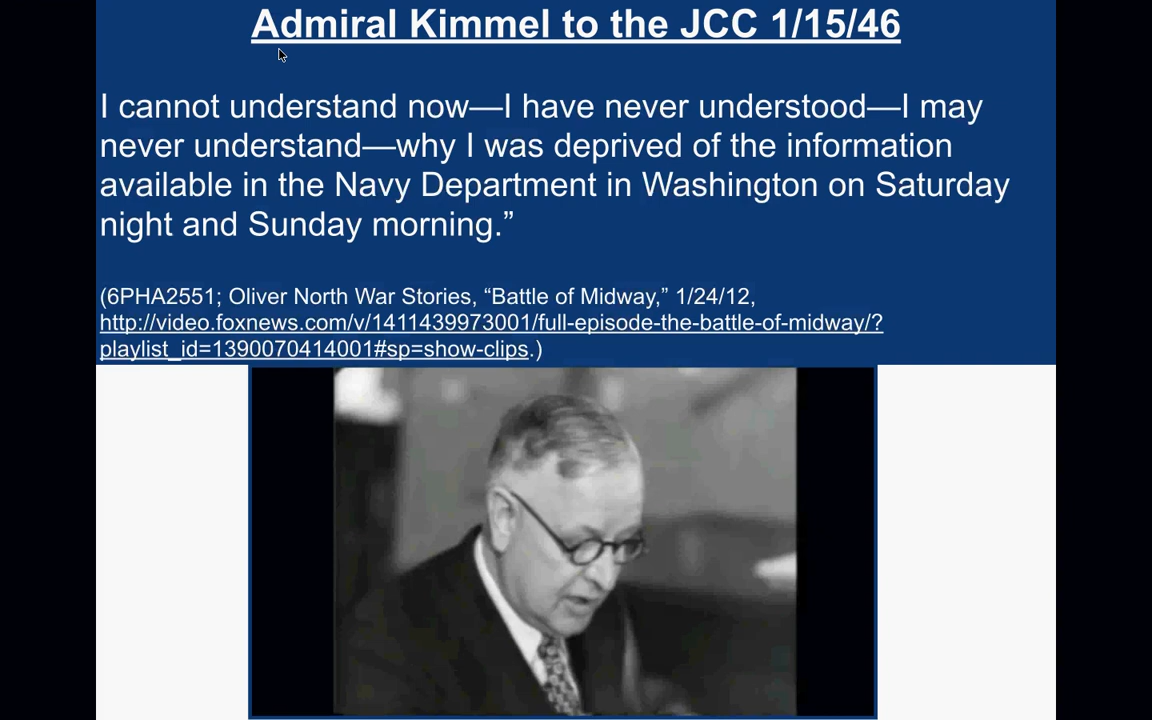 Admiral Kimmel to the JCC 1/15/46
I cannot understand now—I have never understood—I may
never understand—why I was deprived of the information
available in the Navy Department in Washington on Saturday
night and Sunday morning.”
(6PHA2551; Oliver North War Stories, “Battle of Midway,” 1/24/12,
http://video.foxnews.com/v/1411439973001/full-episode-the-battle-of-midway/?
playlist_id=1390070414001#sp=show-clips.)